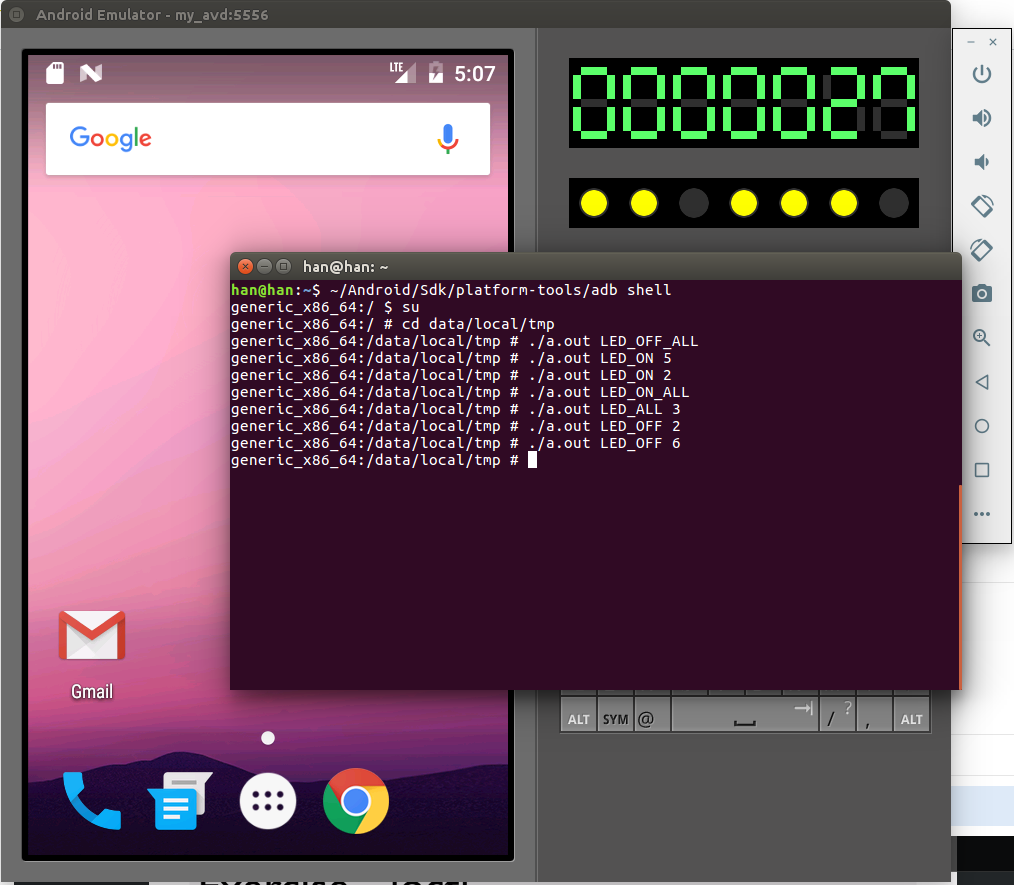 Android Emulator - my_avd:5556
LTE
5:07
Google
0000027
han@han: ~
han@han:~$ ~/Android/Sdk/platform-tools/adb shell
generic_x86_64:/ $ su
generic_x86_64:/ # cd data/local/tmp
generic_x86_64:/data/local/tmp # ./a.out LED_OFF_ALL
generic_x86_64:/data/local/tmp # ./a.out LED_ON 5
generic_x86_64:/data/local/tmp # ./a.out LED_ON 2
generic_x86_64:/data/local/tmp # ./a.out LED_ON_ALL
generic_x86_64:/data/local/tmp # ./a.out LED_ALL 3
generic_x86_64:/data/local/tmp # ./a.out LED_OFF 2
generic_x86_64:/data/local/tmp # ./a.out LED_OFF 6
generic_x86_64:/data/local/tmp #
Gmail
ALT SYM @ / ? , ALT